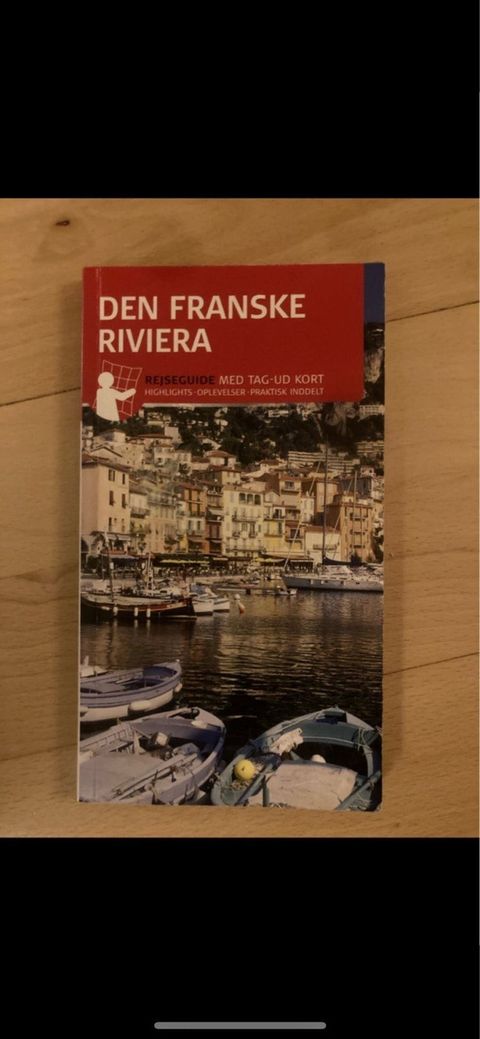 DEN FRANSKE
RIVIERA
REJSEGUIDE MED TAG-UD KORT
HIGHLIGHTS · OPLEVELSER · PRAKTISK INDDELT